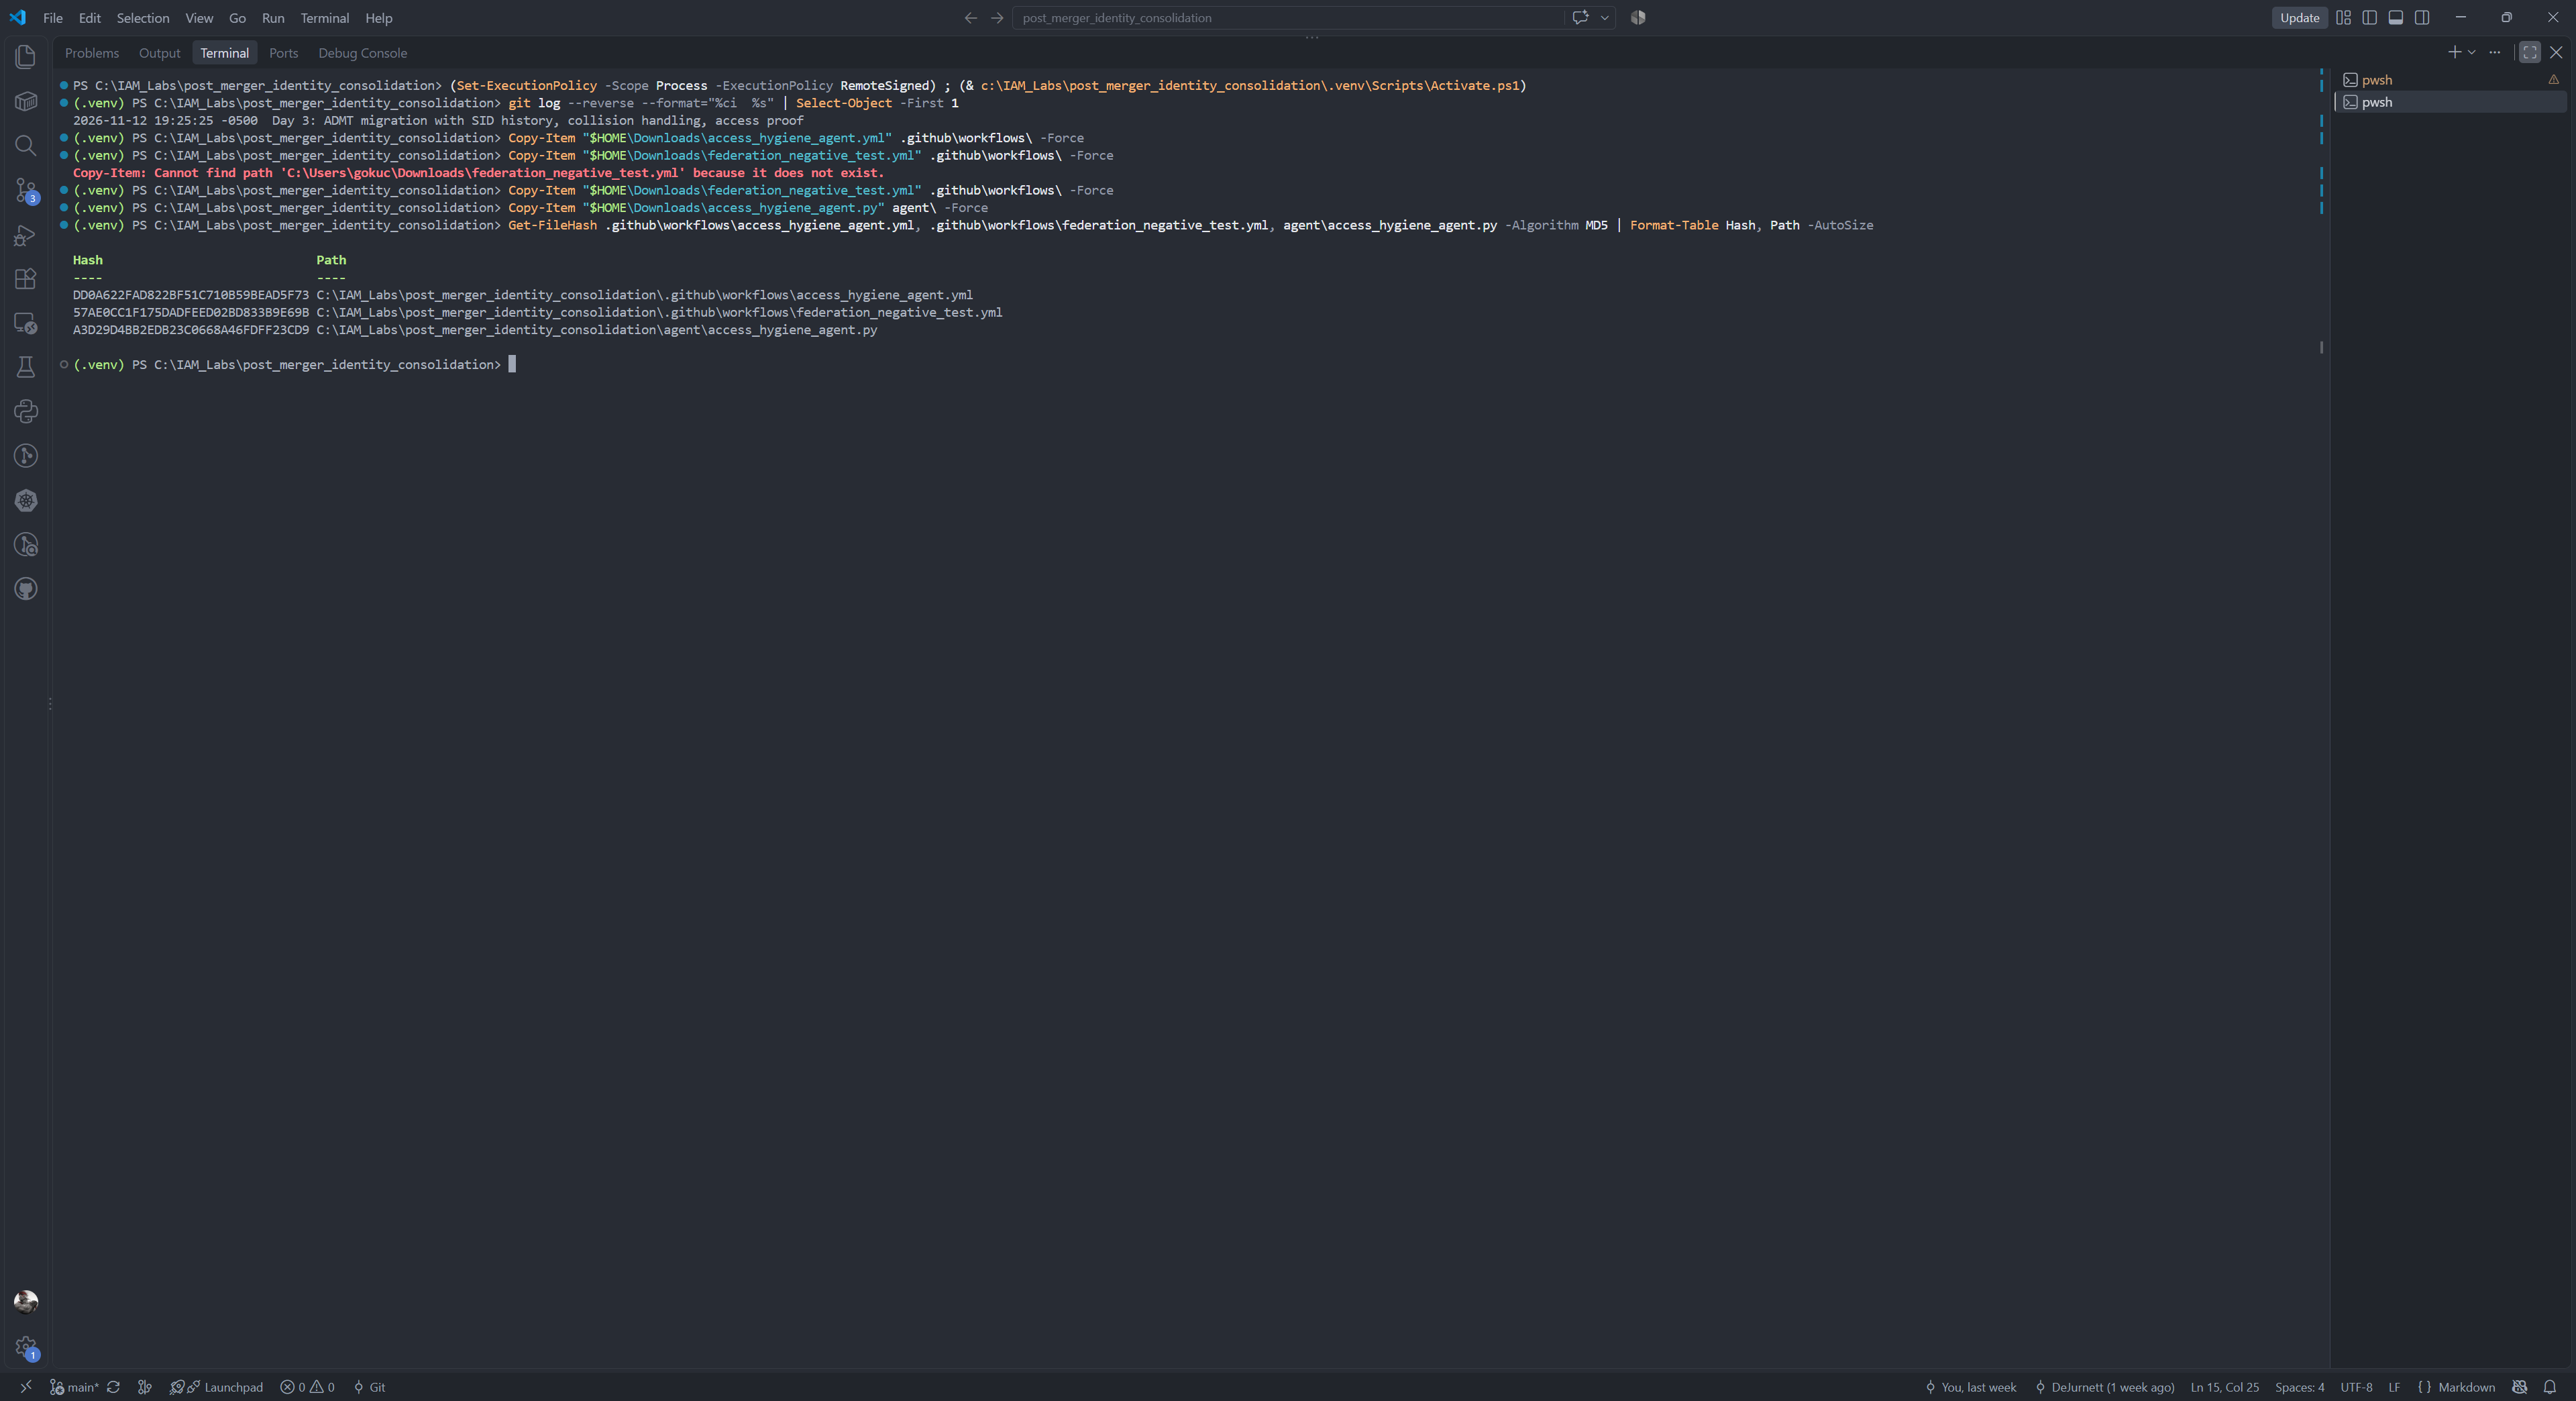 File Edit Selection View Go Run Terminal Help
post_merger_identity_consolidation
Update
Problems Output Terminal Ports Debug Console
PS C:\IAM_Labs\post_merger_identity_consolidation> (Set-ExecutionPolicy -Scope Process -ExecutionPolicy RemoteSigned) ; (& c:\IAM_Labs\post_merger_identity_consolidation\.venv\Scripts\Activate.ps1)
(.venv) PS C:\IAM_Labs\post_merger_identity_consolidation> git log --reverse --format="%ci  %s" | Select-Object -First 1
2026-11-12 19:25:25 -0500  Day 3: ADMT migration with SID history, collision handling, access proof
(.venv) PS C:\IAM_Labs\post_merger_identity_consolidation> Copy-Item "$HOME\Downloads\access_hygiene_agent.yml" .github\workflows\ -Force
(.venv) PS C:\IAM_Labs\post_merger_identity_consolidation> Copy-Item "$HOME\Downloads\federation_negative_test.yml" .github\workflows\ -Force
Copy-Item: Cannot find path 'C:\Users\gokuc\Downloads\federation_negative_test.yml' because it does not exist.
(.venv) PS C:\IAM_Labs\post_merger_identity_consolidation> Copy-Item "$HOME\Downloads\federation_negative_test.yml" .github\workflows\ -Force
(.venv) PS C:\IAM_Labs\post_merger_identity_consolidation> Copy-Item "$HOME\Downloads\access_hygiene_agent.py" agent\ -Force
(.venv) PS C:\IAM_Labs\post_merger_identity_consolidation> Get-FileHash .github\workflows\access_hygiene_agent.yml, .github\workflows\federation_negative_test.yml, agent\access_hygiene_agent.py -Algorithm MD5 | Format-Table Hash, Path -AutoSize
Hash Path
---- ----
DD0A622FAD822BF51C710B59BEAD5F73 C:\IAM_Labs\post_merger_identity_consolidation\.github\workflows\access_hygiene_agent.yml
57AE0CC1F175DADFEED02BD833B9E69B C:\IAM_Labs\post_merger_identity_consolidation\.github\workflows\federation_negative_test.yml
A3D29D4BB2EDB23C0668A46FDFF23CD9 C:\IAM_Labs\post_merger_identity_consolidation\agent\access_hygiene_agent.py
(.venv) PS C:\IAM_Labs\post_merger_identity_consolidation>
pwsh
pwsh
3
1
main* Launchpad 0 0 Git You, last week DeJurnett (1 week ago) Ln 15, Col 25 Spaces: 4 UTF-8 LF { } Markdown